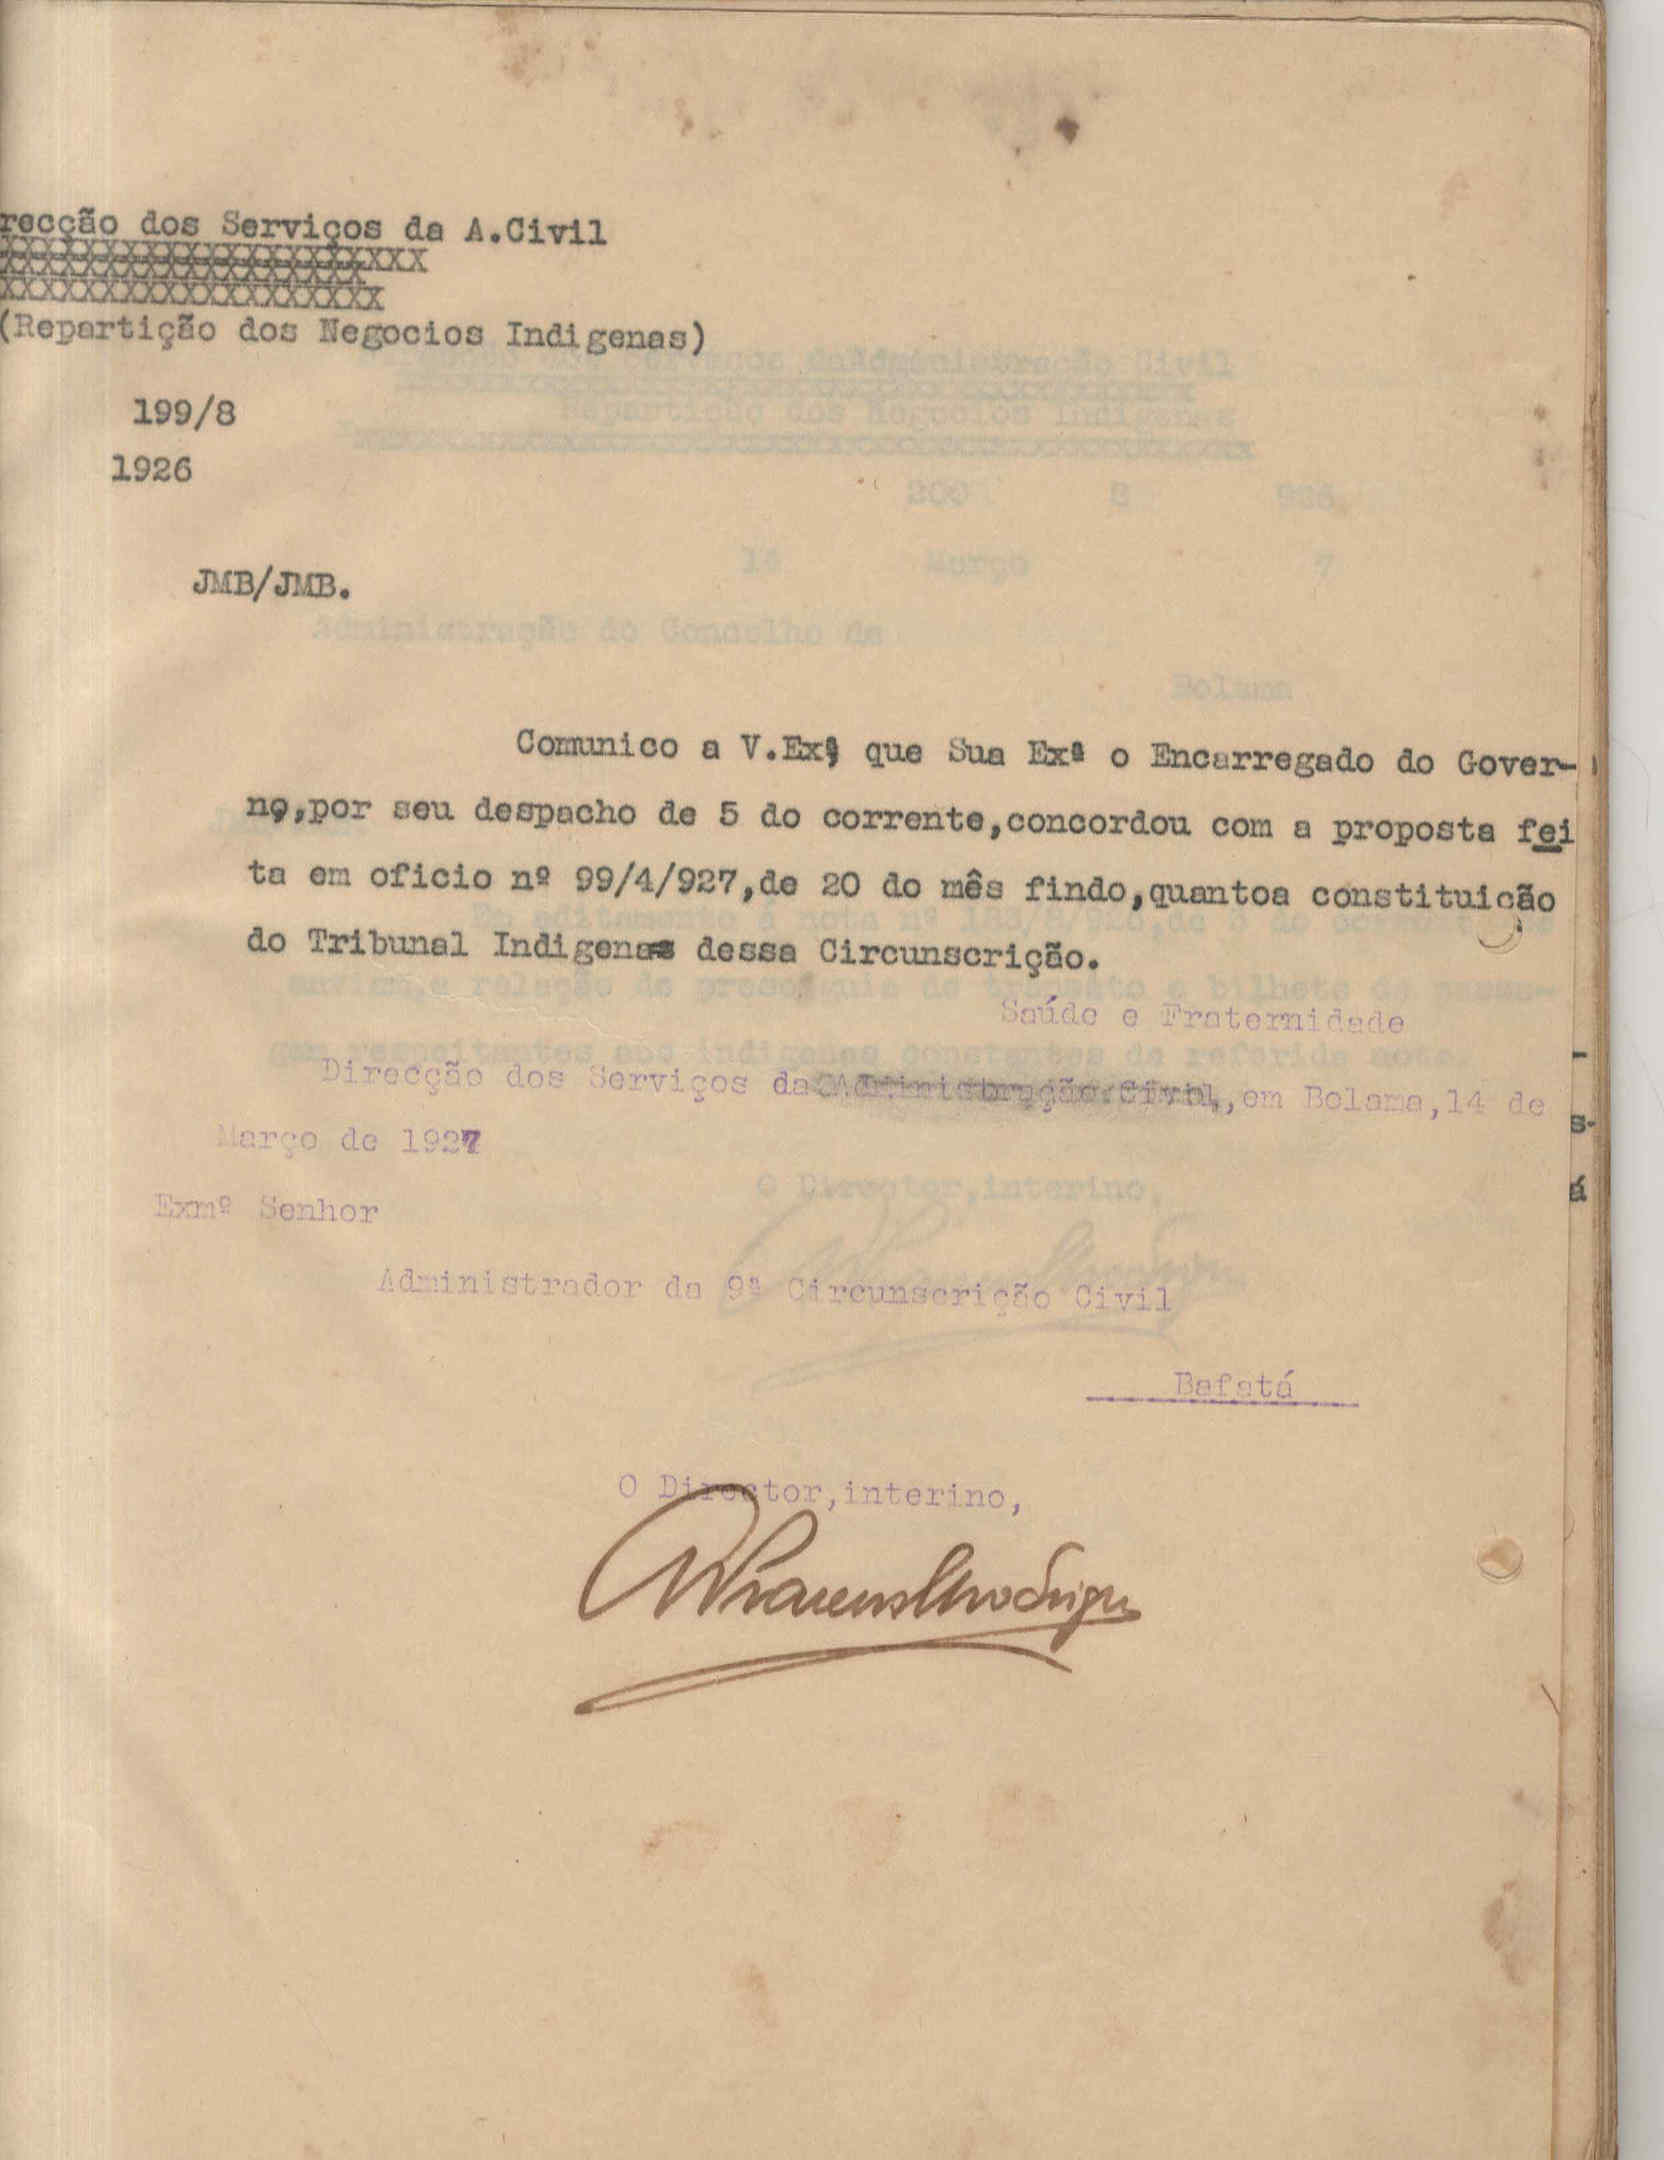 recção dos Serviços da A.Civil
XXXXXXXXXXXXXXXXXXXXX
XXXXXXXXXXXXXXXXXX
XXXXXXXXXXXXXXXXXXX
(Repartição dos Negocios Indigenas)
199/8
1926
JMB/JMB.
Comunico a V.Exª, que Sua Exª o Encarregado do Gover-
no,por seu despacho de 5 do corrente,concordou com a proposta fei
ta em oficio nº 99/4/927,de 20 do mês findo,quantoa constituição
do Tribunal Indigenas dessa Circunscrição.
Saúde e Fraternidade
Direcção dos Serviços da Administração Civil,,em Bolama,14 de
Março de 1927
Exmº Senhor
Administrador da 9ª Circunscrição Civil
Bafatá
O Director,interino,